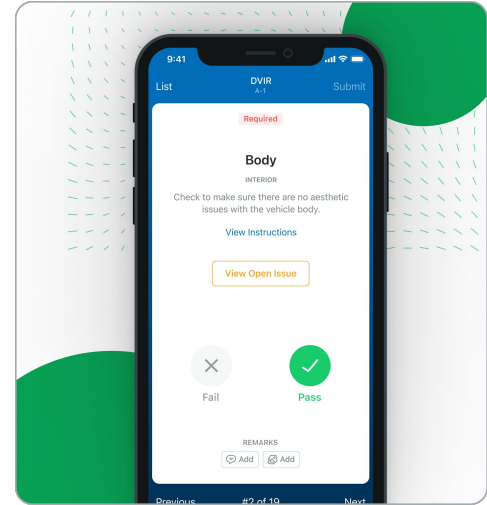 9:41
List
DVIR
Submit
A-1
Required
Body
INTERIOR
Check to make sure there are no aesthetic
issues with the vehicle body.
View Instructions
View Open Issue
Fail
Pass
REMARKS
Add
Add
Previous
#2 of 19
Next